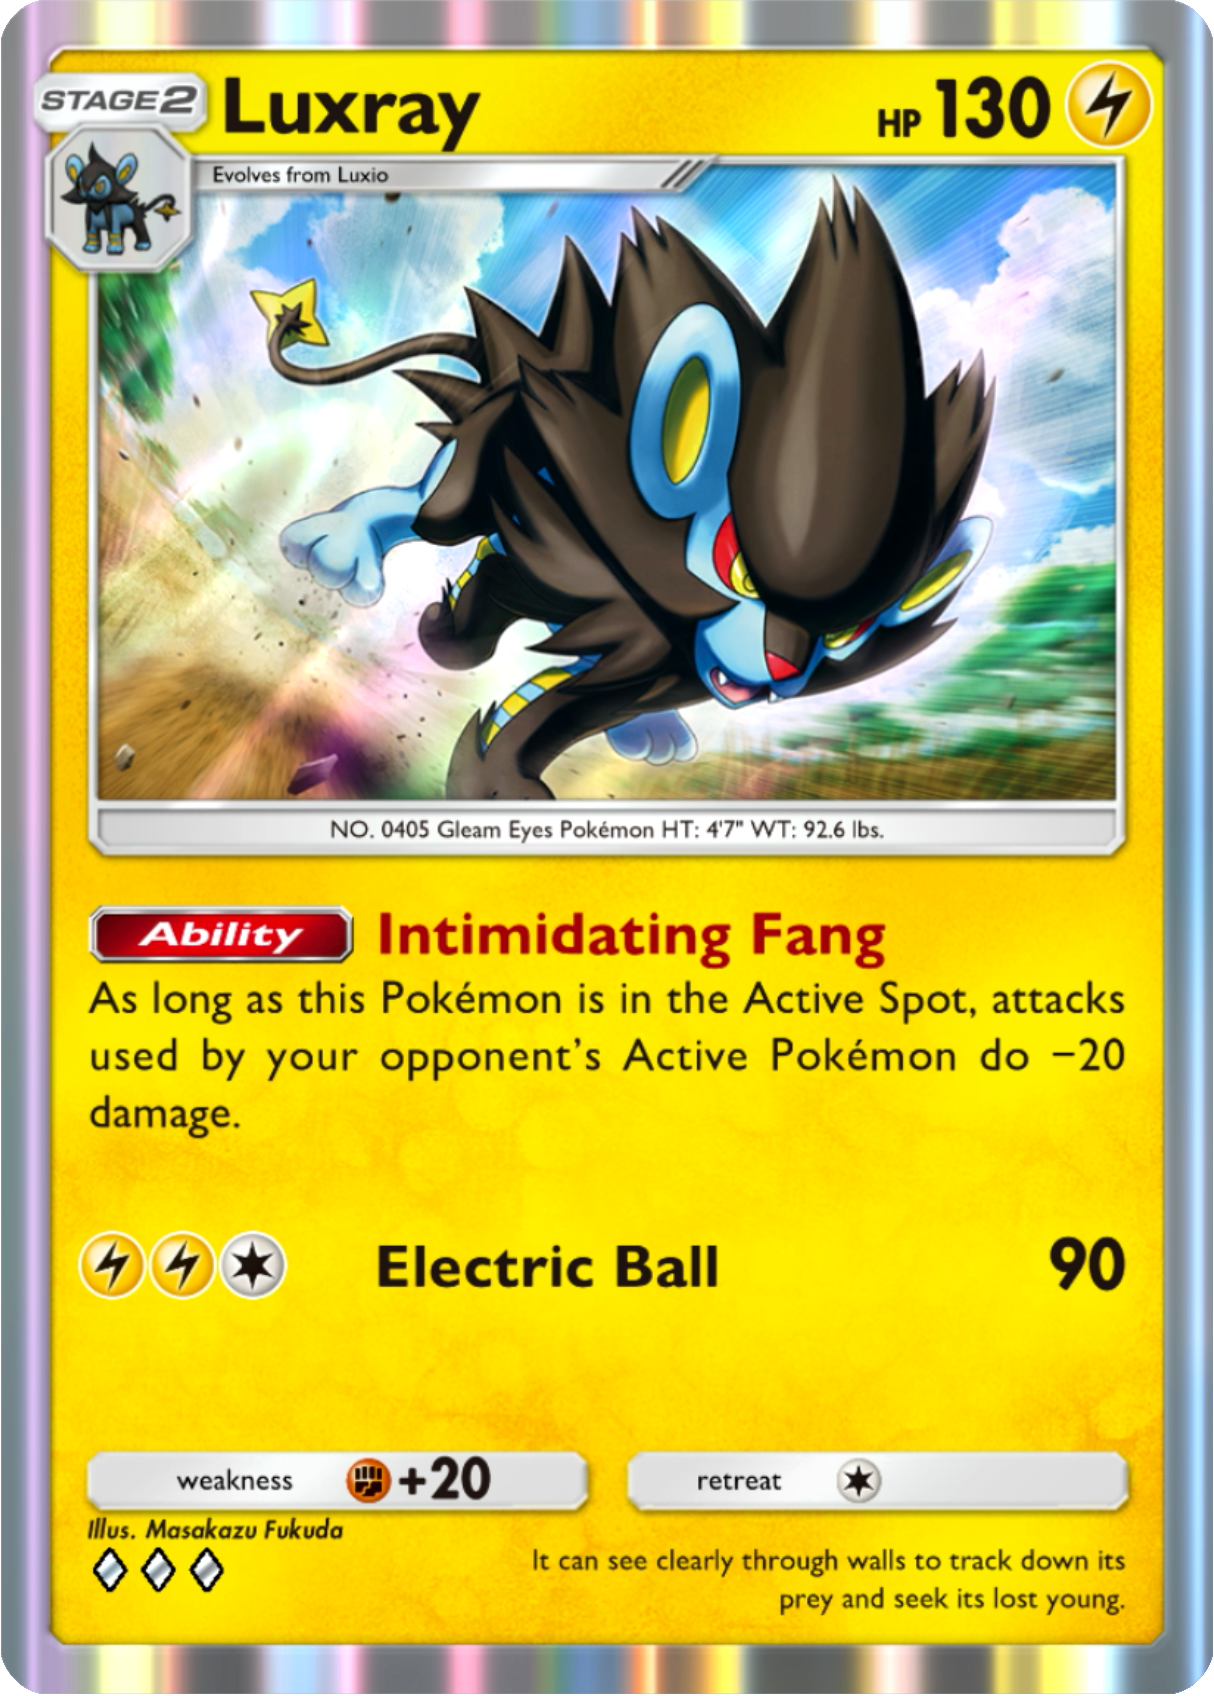 STAGE2
Luxray
HP 130
Evolves from Luxio
NO. 0405 Gleam Eyes Pokémon HT: 4'7" WT: 92.6 lbs.
Ability Intimidating Fang
As long as this Pokémon is in the Active Spot, attacks
used by your opponent's Active Pokémon do −20
damage.
Electric Ball 90
weakness +20
retreat
Illus. Masakazu Fukuda
It can see clearly through walls to track down its
prey and seek its lost young.